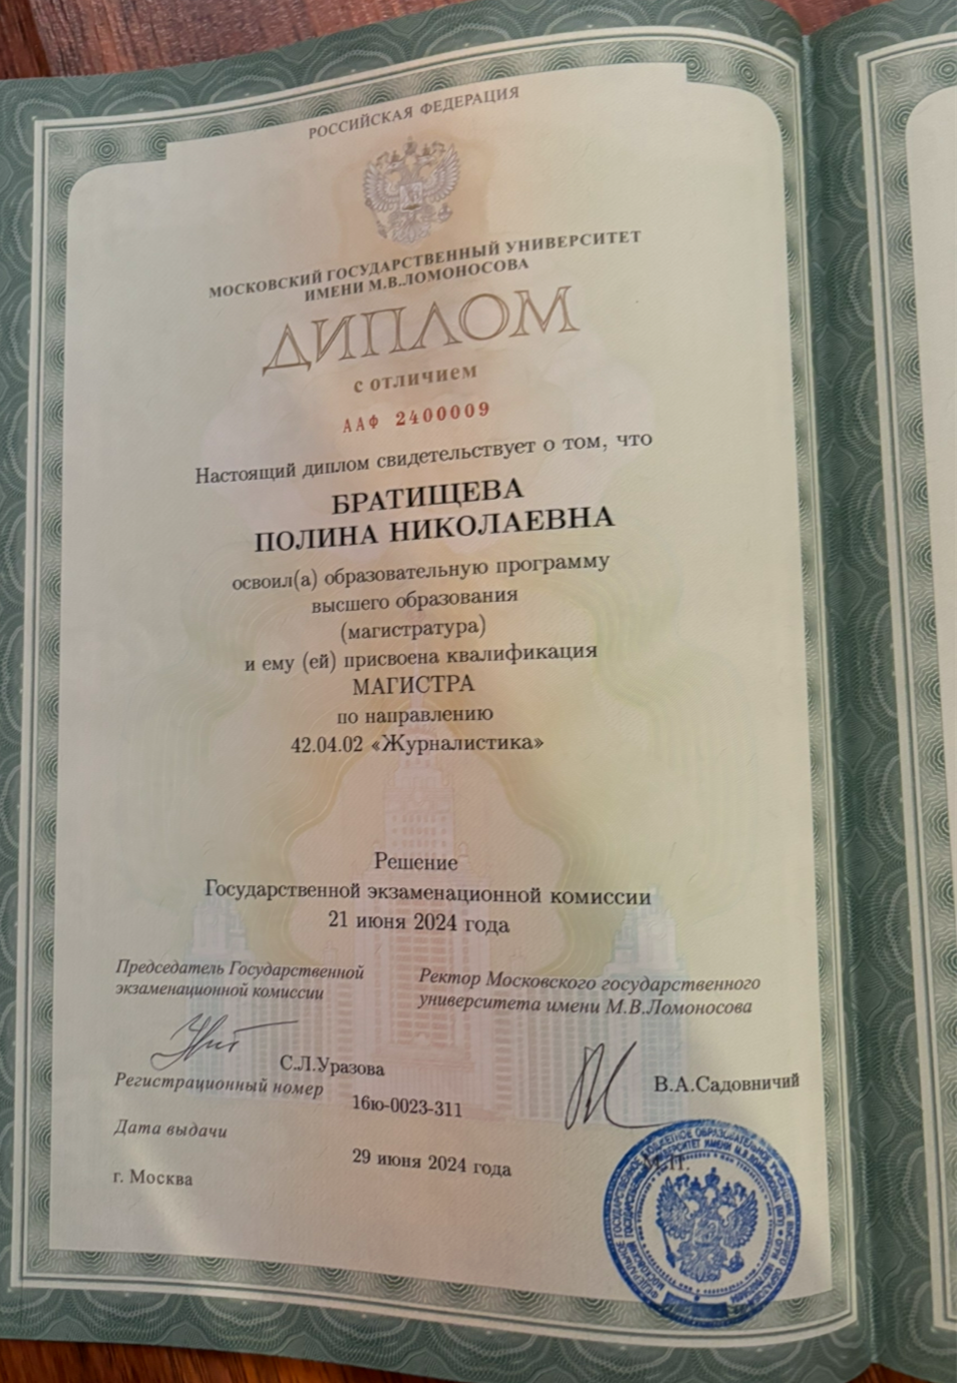 РОССИЙСКАЯ ФЕДЕРАЦИЯ
МОСКОВСКИЙ ГОСУДАРСТВЕННЫЙ УНИВЕРСИТЕТ
ИМЕНИ М.В.ЛОМОНОСОВА
ДИПЛОМ
с отличием
ААФ 2400009
Настоящий диплом свидетельствует о том, что
БРАТИЩЕВА
ПОЛИНА НИКОЛАЕВНА
освоил(а) образовательную программу
высшего образования
(магистратура)
и ему (ей) присвоена квалификация
МАГИСТРА
по направлению
42.04.02 «Журналистика»
Решение
Государственной экзаменационной комиссии
21 июня 2024 года
Председатель Государственной
экзаменационной комиссии
Ректор Московского государственного
университета имени М.В.Ломоносова
С.Л.Уразова
В.А.Садовничий
Регистрационный номер
16ю-0023-311
Дата выдачи
29 июня 2024 года
г. Москва
М.П.